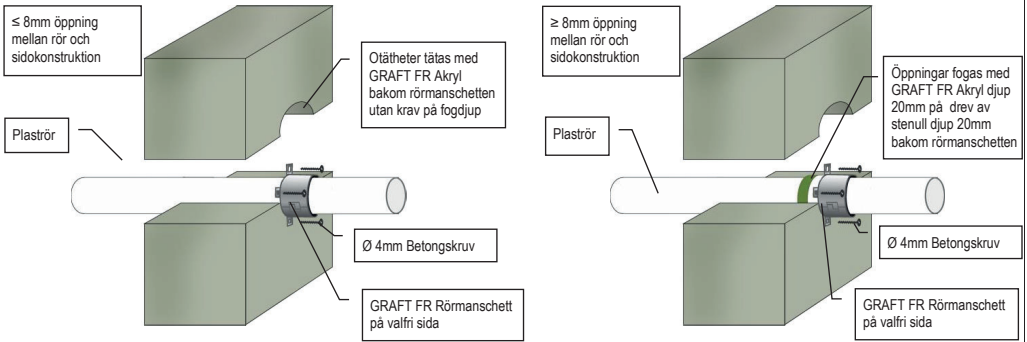 ≤ 8mm öppning
mellan rör och
sidokonstruktion
Otätheter tätas med
GRAFT FR Akryl
bakom rörmanschetten
utan krav på fogdjup
Plaströr
Ø 4mm Betongskruv
GRAFT FR Rörmanschett
på valfri sida
≥ 8mm öppning
mellan rör och
sidokonstruktion
Öppningar fogas med
GRAFT FR Akryl djup
20mm på drev av
stenull djup 20mm
bakom rörmanschetten
Plaströr
Ø 4mm Betongskruv
GRAFT FR Rörmanschett
på valfri sida